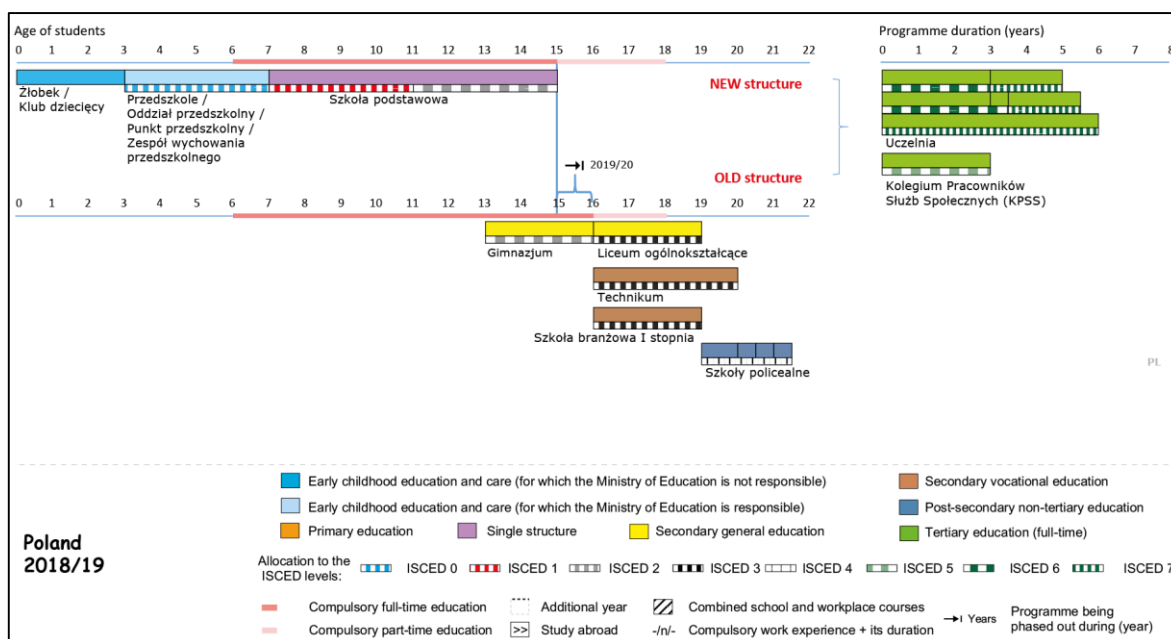 Age of students
0 1 2 3 4 5 6 7 8 9 10 11 12 13 14 15 16 17 18 19 20 21 22
Żłobek /
Klub dziecięcy
Przedszkole /
Oddział przedszkolny /
Punkt przedszkolny /
Zespół wychowania
przedszkolnego
Szkoła podstawowa
NEW structure
Programme duration (years)
0 1 2 3 4 5 6 7 8
Uczelnia
Kolegium Pracowników
Służb Społecznych (KPSS)
2019/20
OLD structure
0 1 2 3 4 5 6 7 8 9 10 11 12 13 14 15 16 17 18 19 20 21 22
Gimnazjum
Liceum ogólnokształcące
Technikum
Szkoła branżowa I stopnia
Szkoły policealne
PL
Poland
2018/19
Early childhood education and care (for which the Ministry of Education is not responsible)
Early childhood education and care (for which the Ministry of Education is responsible)
Primary education
Single structure
Secondary general education
Secondary vocational education
Post-secondary non-tertiary education
Tertiary education (full-time)
Allocation to the
ISCED levels:
ISCED 0
ISCED 1
ISCED 2
ISCED 3
ISCED 4
ISCED 5
ISCED 6
ISCED 7
Compulsory full-time education
Additional year
Combined school and workplace courses
Compulsory part-time education
>> Study abroad
-/n/- Compulsory work experience + its duration
Years
Programme being
phased out during (year)